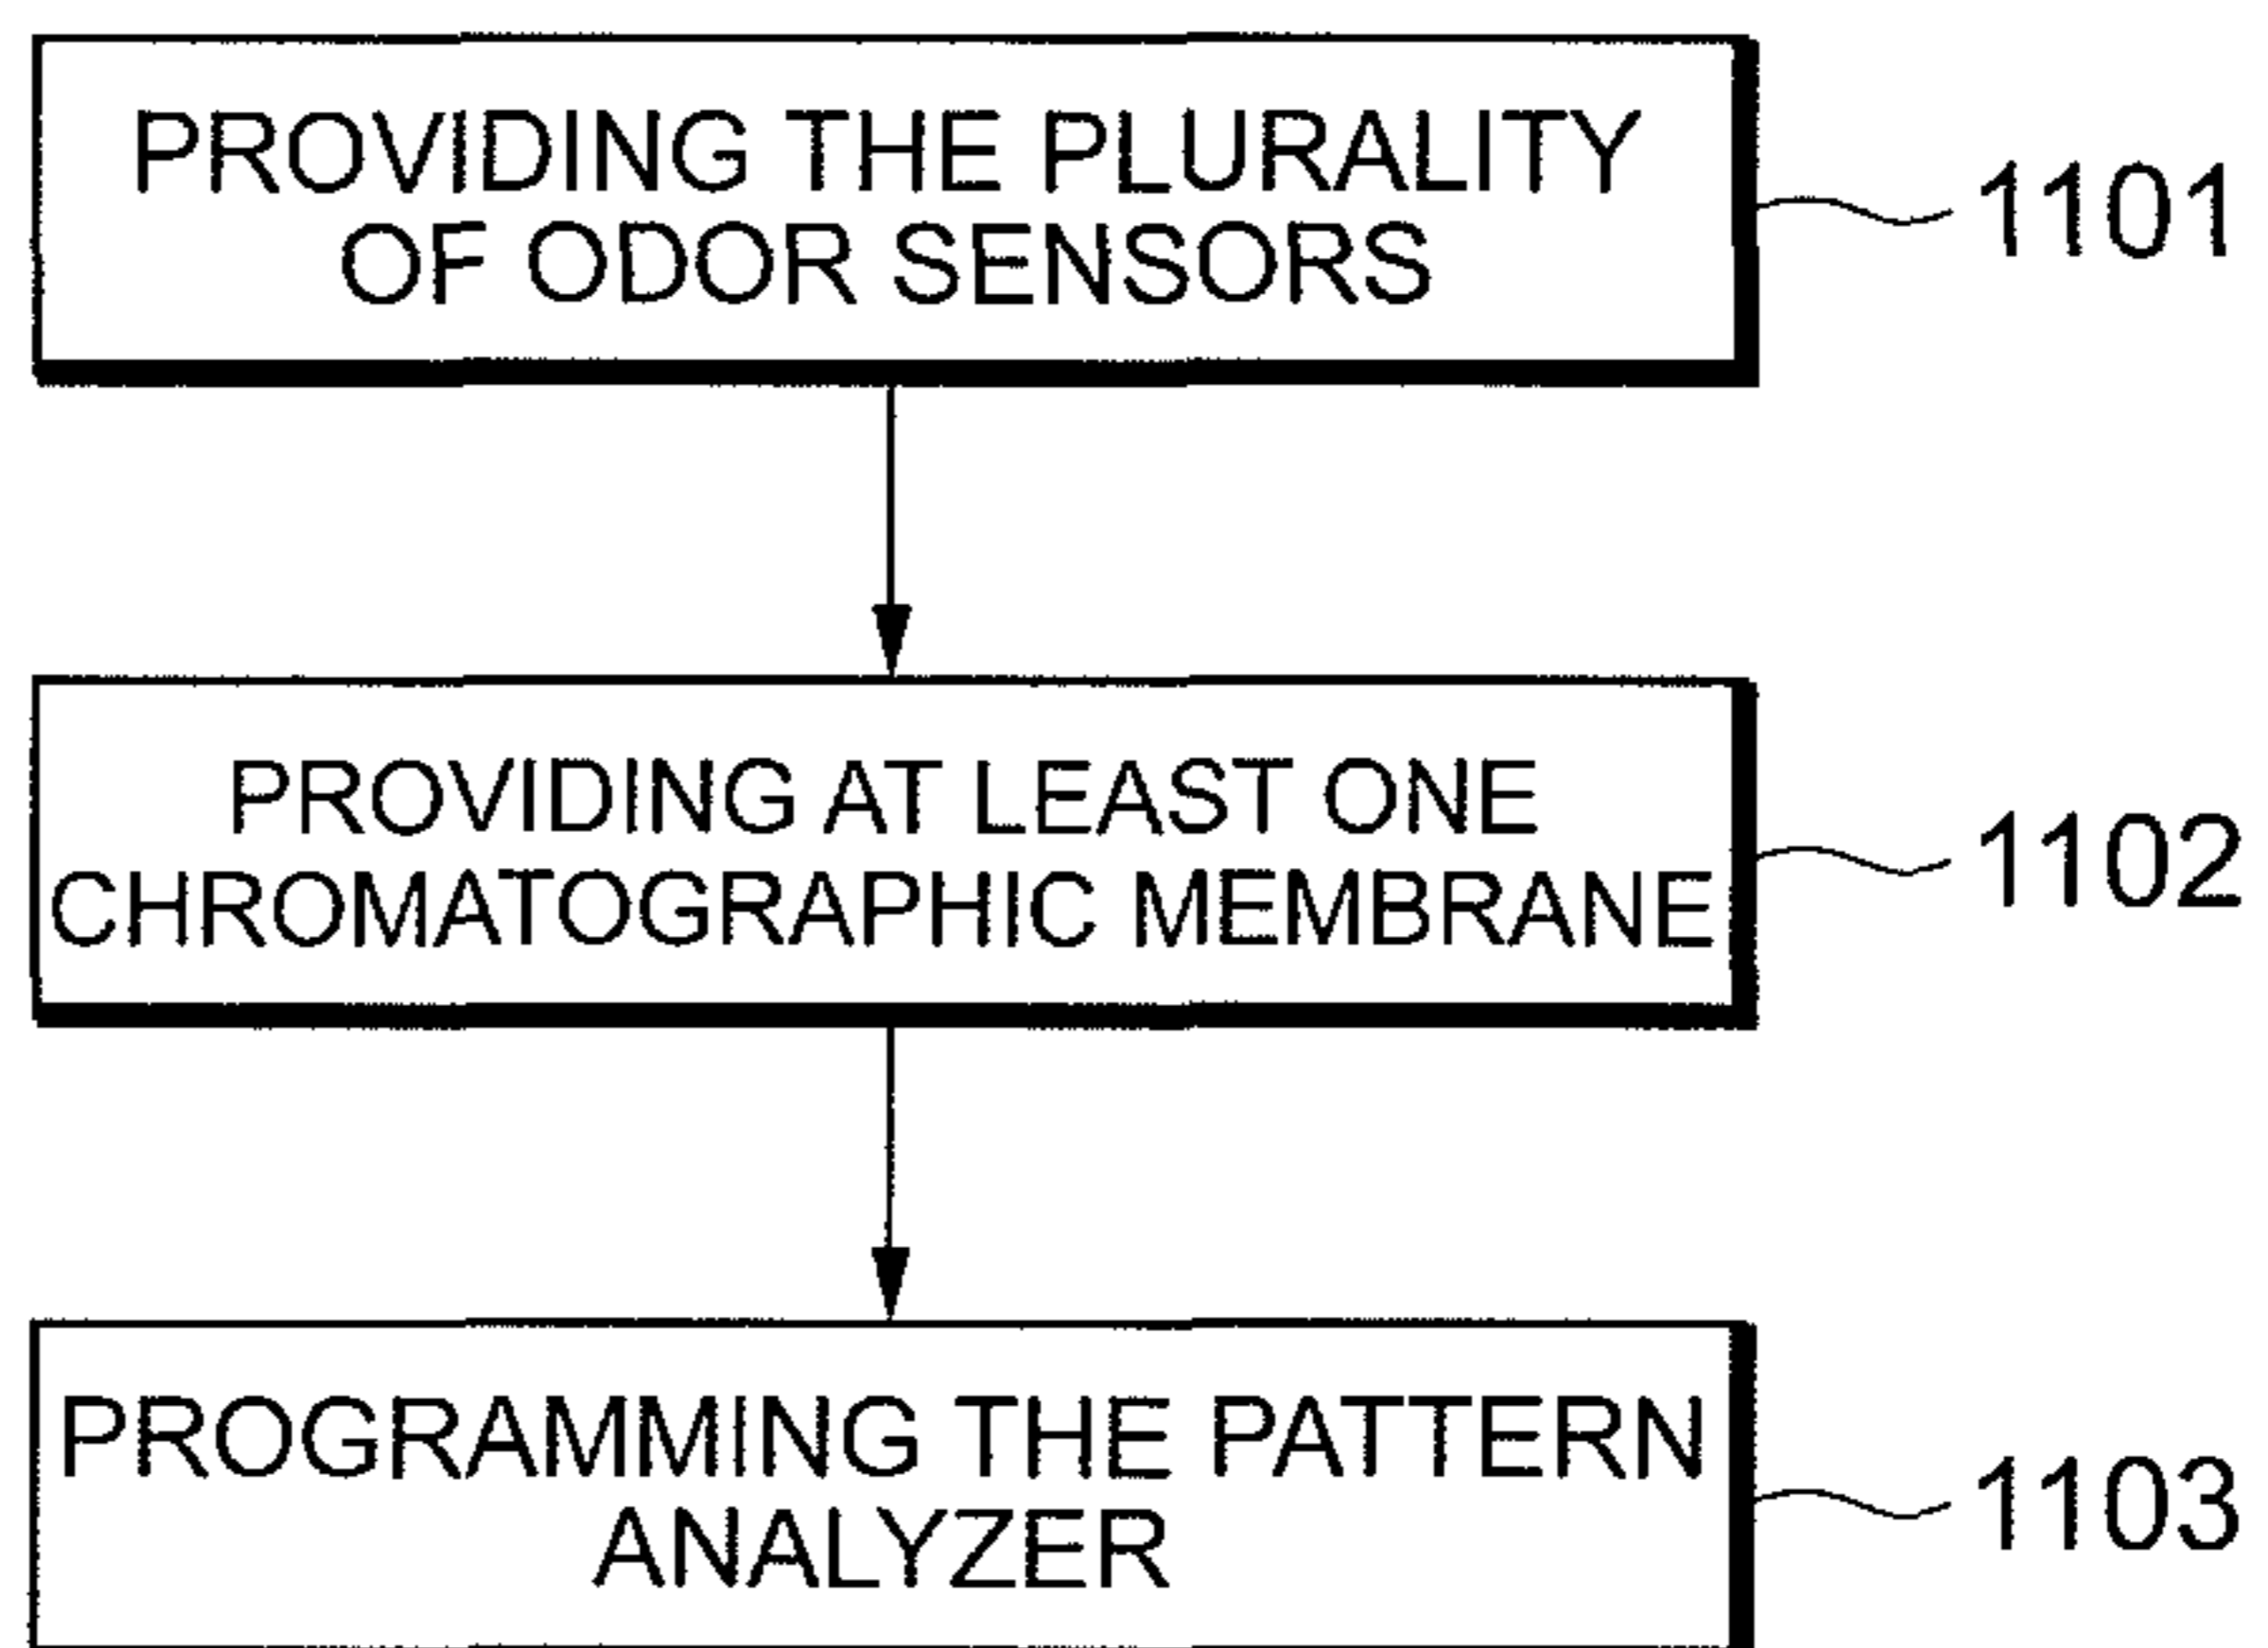 PROVIDING THE PLURALITY
OF ODOR SENSORS
1101
PROVIDING AT LEAST ONE
CHROMATOGRAPHIC MEMBRANE
1102
PROGRAMMING THE PATTERN
ANALYZER
1103